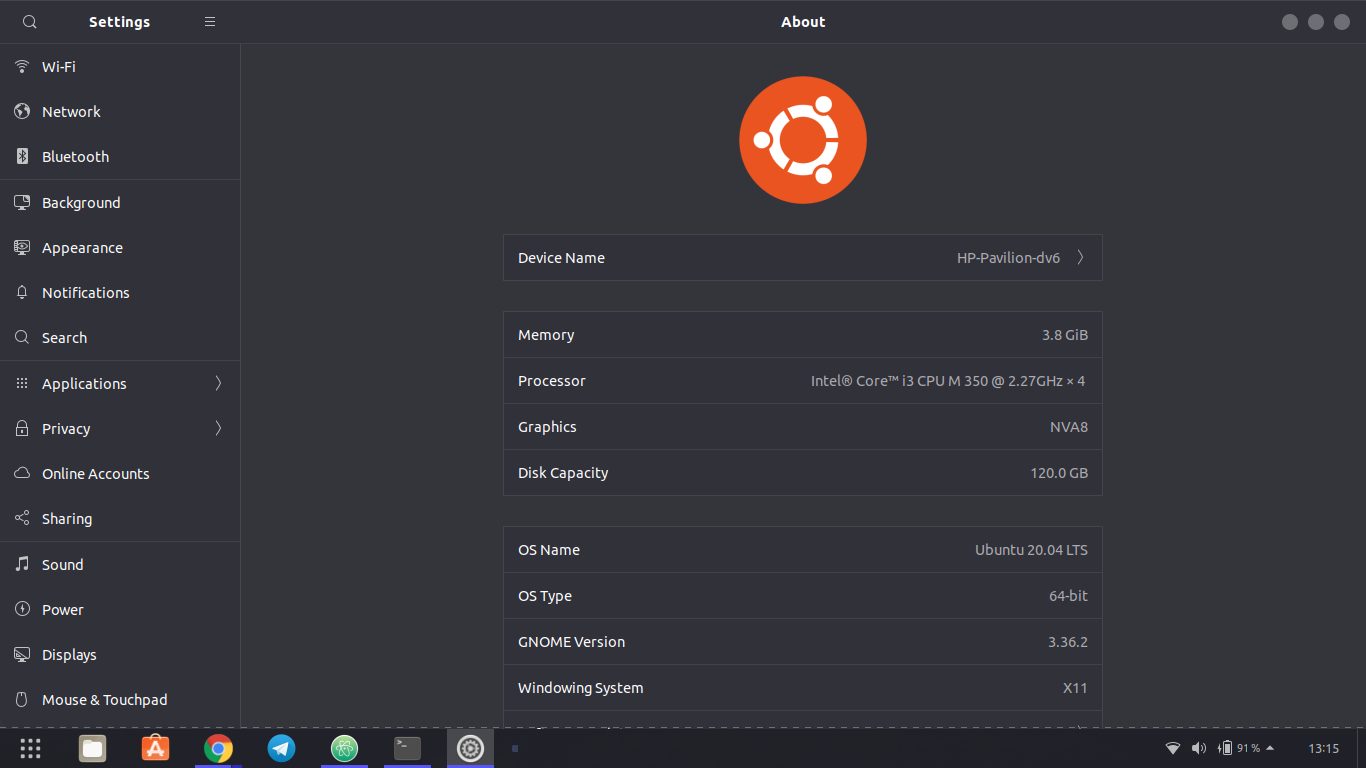 Settings
About
Wi-Fi
Network
Bluetooth
Background
Appearance
Notifications
Search
Applications
Privacy
Online Accounts
Sharing
Sound
Power
Displays
Mouse & Touchpad
Device Name HP-Pavilion-dv6
Memory 3.8 GiB
Processor Intel® Core™ i3 CPU M 350 @ 2.27GHz × 4
Graphics NVA8
Disk Capacity 120.0 GB
OS Name Ubuntu 20.04 LTS
OS Type 64-bit
GNOME Version 3.36.2
Windowing System X11
91 % 13:15